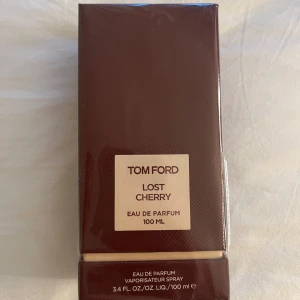 TOM FORD
LOST
CHERRY
EAU DE PARFUM
100 ML
EAU DE PARFUM
VAPORISATEUR SPRAY
3.4 FL. OZ./OZ. LIQ./100 ml ℮